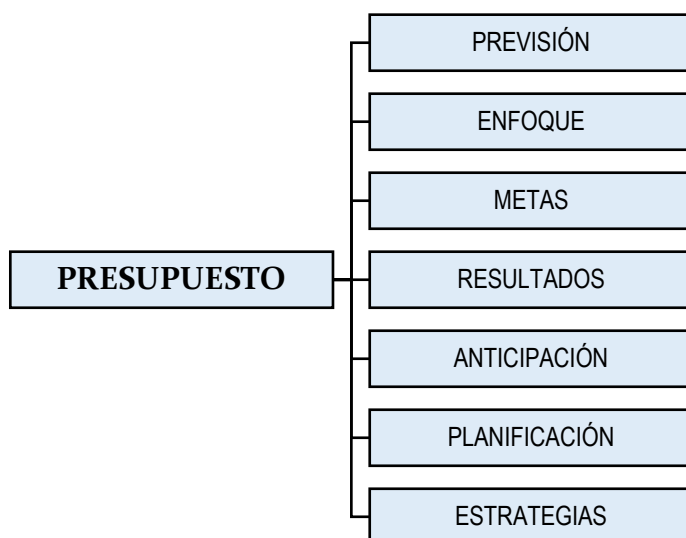 PREVISIÓN
ENFOQUE
METAS
PRESUPUESTO
RESULTADOS
ANTICIPACIÓN
PLANIFICACIÓN
ESTRATEGIAS